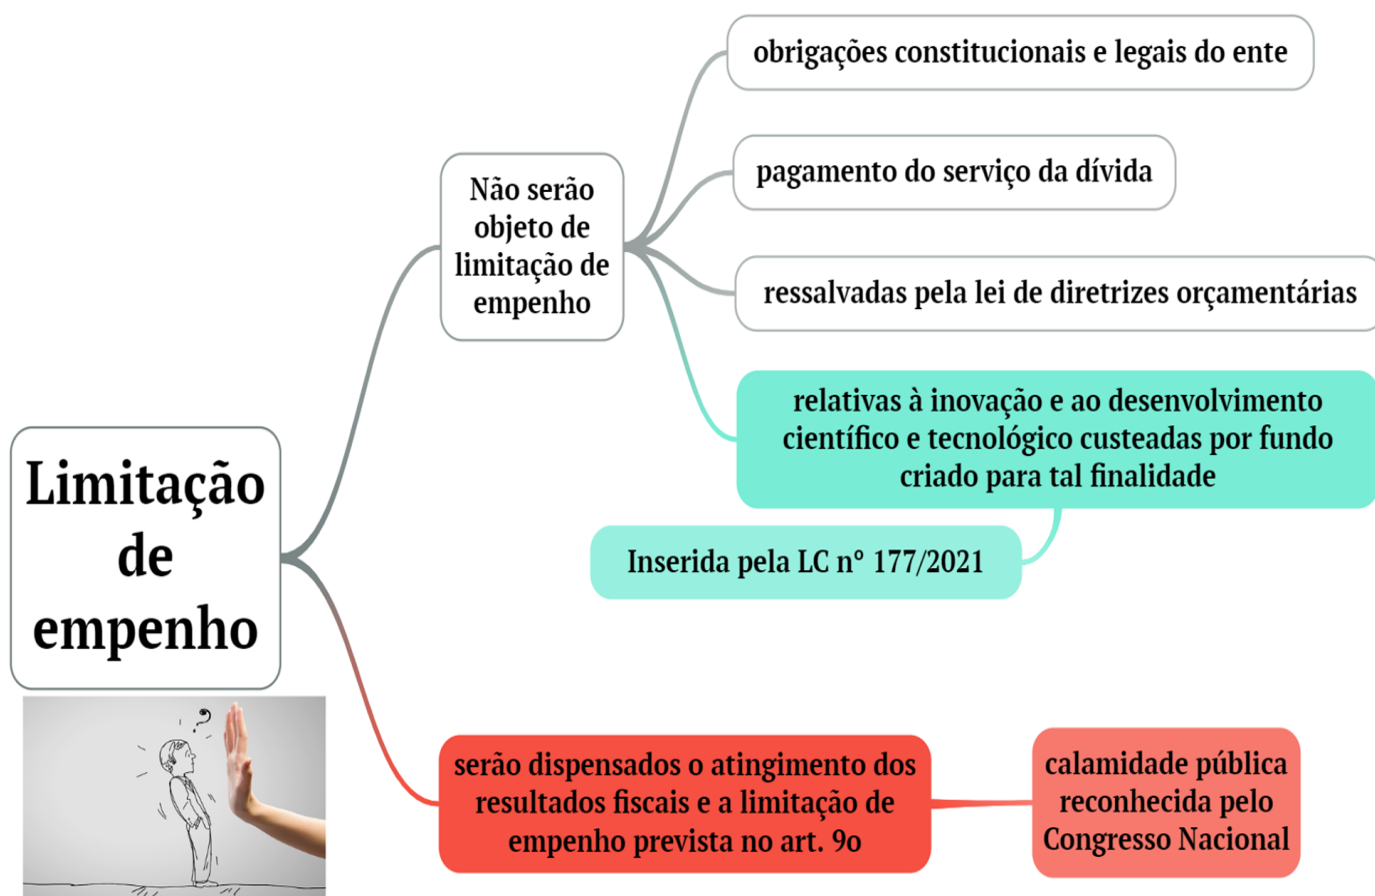 Limitação
de
empenho
Não serão
objeto de
limitação de
empenho
obrigações constitucionais e legais do ente
pagamento do serviço da dívida
ressalvadas pela lei de diretrizes orçamentárias
relativas à inovação e ao desenvolvimento
científico e tecnológico custeadas por fundo
criado para tal finalidade
Inserida pela LC n° 177/2021
serão dispensados o atingimento dos
resultados fiscais e a limitação de
empenho prevista no art. 9o
calamidade pública
reconhecida pelo
Congresso Nacional
?